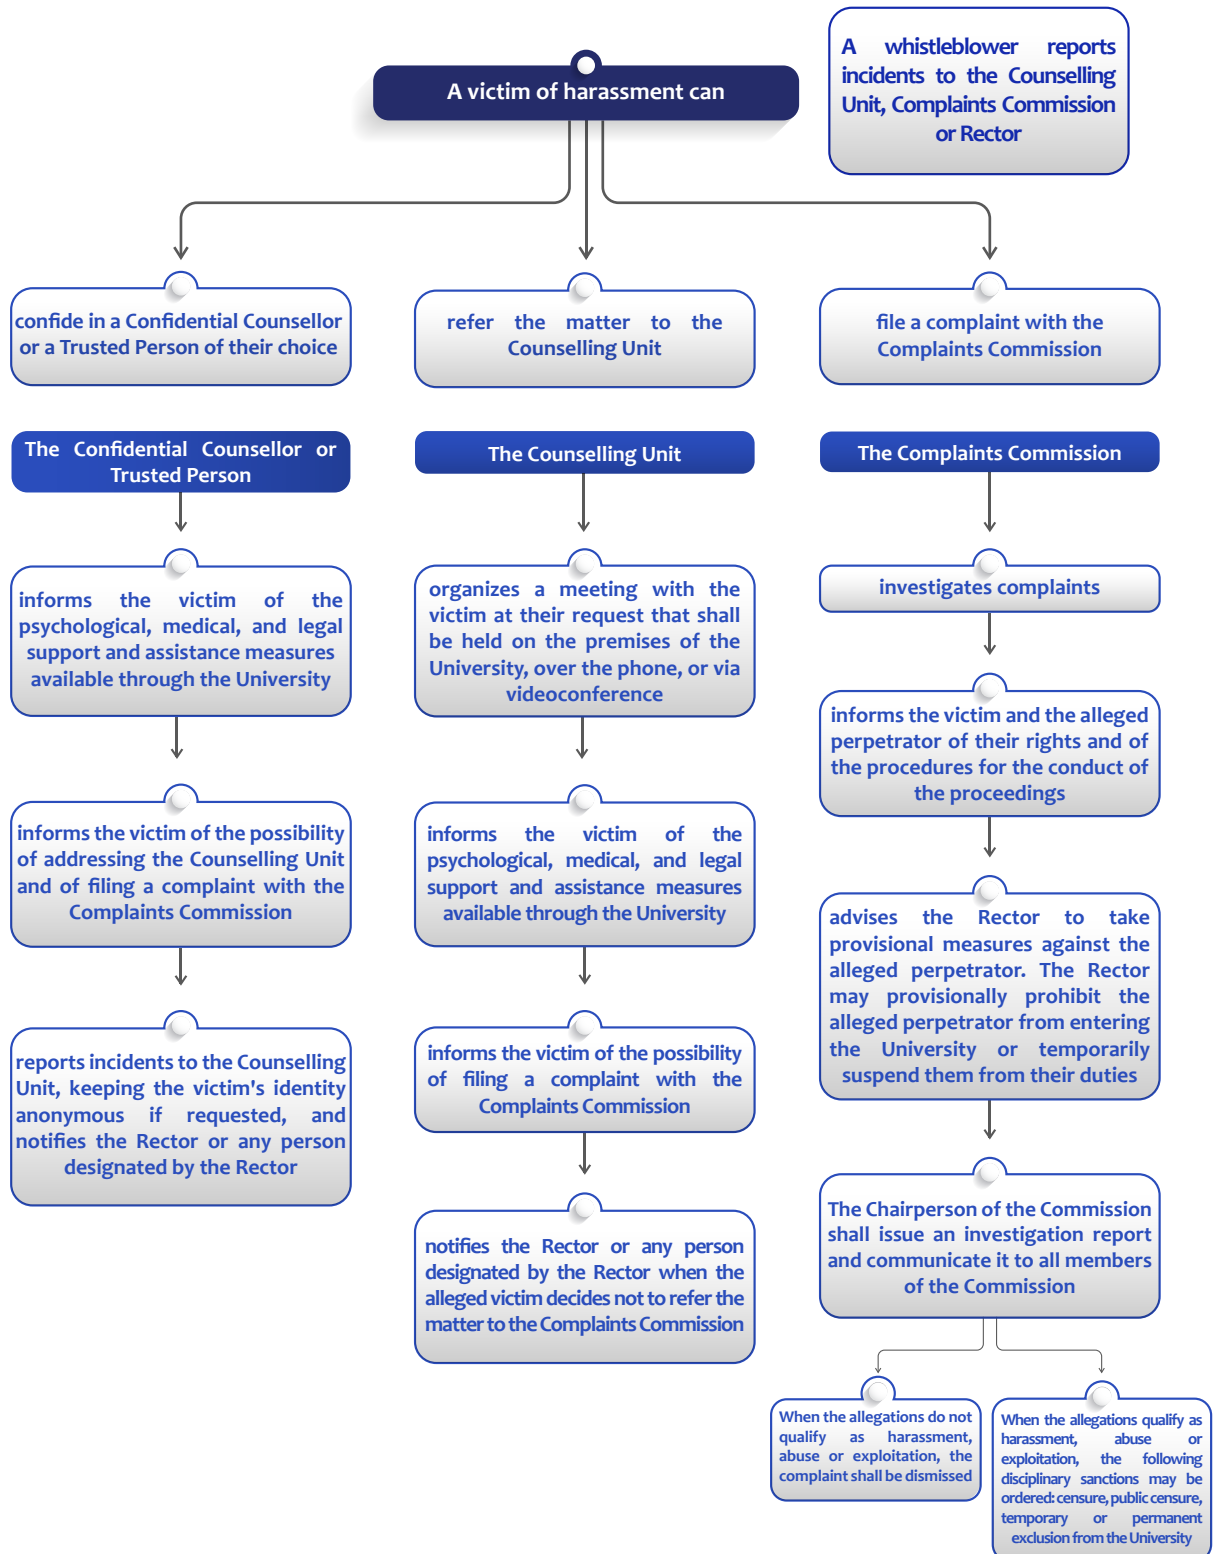 A victim of harassment can
A whistleblower reports
incidents to the Counselling
Unit, Complaints Commission
or Rector
confide in a Confidential Counsellor
or a Trusted Person of their choice
refer the matter to the
Counselling Unit
file a complaint with the
Complaints Commission
The Confidential Counsellor or
Trusted Person
informs the victim of the
psychological, medical, and legal
support and assistance measures
available through the University
informs the victim of the possibility
of addressing the Counselling Unit
and of filing a complaint with the
Complaints Commission
reports incidents to the Counselling
Unit, keeping the victim's identity
anonymous if requested, and
notifies the Rector or any person
designated by the Rector
The Counselling Unit
organizes a meeting with the
victim at their request that shall
be held on the premises of the
University, over the phone, or via
videoconference
informs the victim of the
psychological, medical, and legal
support and assistance measures
available through the University
informs the victim of the possibility
of filing a complaint with the
Complaints Commission
notifies the Rector or any person
designated by the Rector when the
alleged victim decides not to refer the
matter to the Complaints Commission
The Complaints Commission
investigates complaints
informs the victim and the alleged
perpetrator of their rights and of
the procedures for the conduct of
the proceedings
advises the Rector to take
provisional measures against the
alleged perpetrator. The Rector
may provisionally prohibit the
alleged perpetrator from entering
the University or temporarily
suspend them from their duties
The Chairperson of the Commission
shall issue an investigation report
and communicate it to all members
of the Commission
When the allegations do not
qualify as harassment,
abuse or exploitation, the
complaint shall be dismissed
When the allegations qualify as
harassment, abuse or
exploitation, the following
disciplinary sanctions may be
ordered: censure, public censure,
temporary or permanent
exclusion from the University